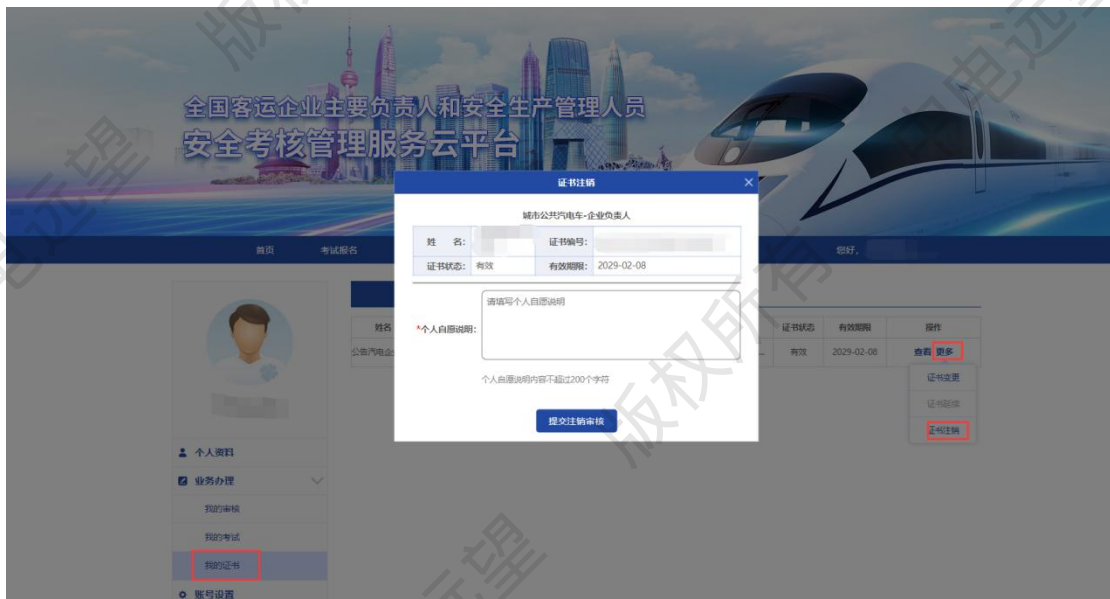 全国客运企业主要负责人和安全生产管理人员
安全考核管理服务云平台
首页 考试报名 您好，
证书注销
城市公共汽电车-企业负责人
姓 名： 证书编号：
证书状态： 有效 有效期限： 2029-02-08
*个人自愿说明： 请填写个人自愿说明
个人自愿说明内容不超过200个字符
提交注销审核
姓名 证书状态 有效期限 操作
... 有效 2029-02-08 查看 更多
证书变更
证书延续
证书注销
个人资料
业务办理
我的审核
我的考试
我的证书
账号设置
版权所有
中电远望